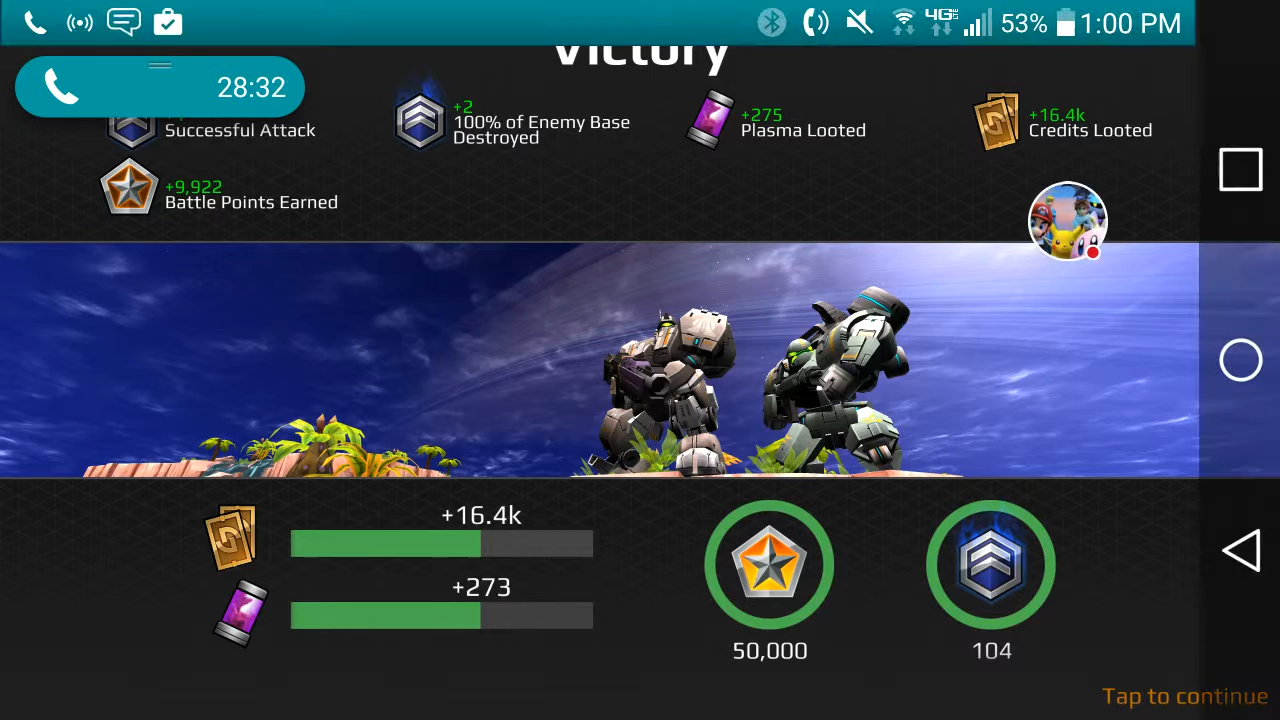 53% 1:00 PM
Victory
28:32
Successful Attack
+2
100% of Enemy Base
Destroyed
+275
Plasma Looted
+16.4k
Credits Looted
+9,922
Battle Points Earned
+16.4k
+273
50,000
104
Tap to continue